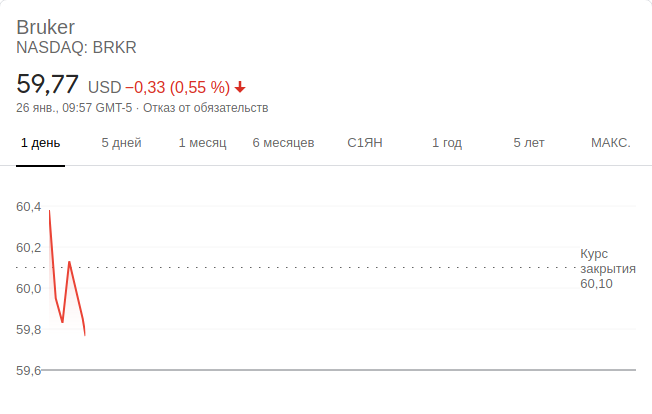 Bruker
NASDAQ: BRKR
59,77 USD −0,33 (0,55 %)
26 янв., 09:57 GMT-5 · Отказ от обязательств
1 день 5 дней 1 месяц 6 месяцев С1ЯН 1 год 5 лет МАКС.
60,4
60,2
Курс
закрытия
60,10
60,0
59,8
59,6